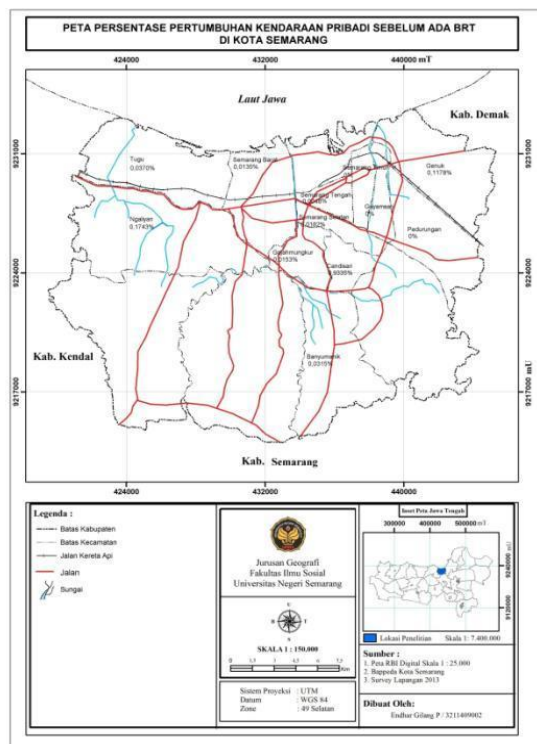 PETA PERSENTASE PERTUMBUHAN KENDARAAN PRIBADI SEBELUM ADA BRT
DI KOTA SEMARANG
424000 432000 440000 mT
Laut Jawa
Kab. Demak
9231000
9231000
Tugu
0,0370%
Semarang Barat
0,0135%
Genuk
0,1178%
Semarang Tengah
Semarang Selatan
Ngaliyan
0,1743%
Gayamsari
0%
Pedurungan
0%
Gajahmungkur
0,0153%
Candisari
9224000
9224000
Kab. Kendal
Banyumanik
0,0315%
9217000
9217000
mU
Kab. Semarang
424000 432000 440000
Legenda :
Batas Kabupaten
Batas Kecamatan
Jalan Kereta Api
Jalan
Sungai
Jurusan Geografi
Fakultas Ilmu Sosial
Universitas Negeri Semarang
U
B T
S
SKALA 1 : 150.000
Km
Sistem Proyeksi : UTM
Datum : WGS 84
Zone : 49 Selatan
Inset Peta Jawa Tengah
300000 400000 500000 mT
9240000
mU
9120000
Lokasi Penelitian Skala 1 : 7.400.000
Sumber :
1. Peta RBI Digital Skala 1 : 25.000
2. Bappeda Kota Semarang
3. Survey Lapangan 2013
Dibuat Oleh:
Endhar Gilang P / 3211409002